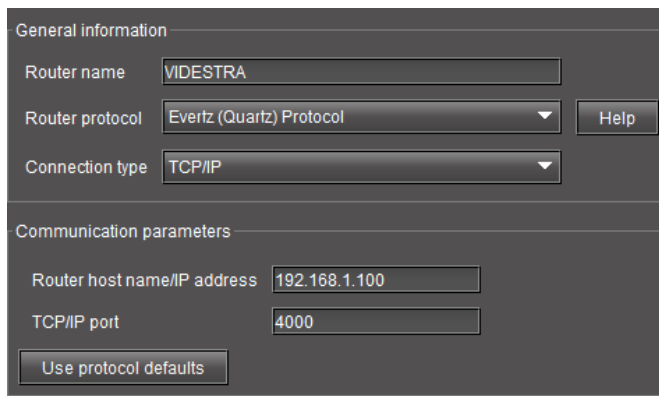 General information
Router name VIDESTRA
Router protocol Evertz (Quartz) Protocol Help
Connection type TCP/IP
Communication parameters
Router host name/IP address 192.168.1.100
TCP/IP port 4000
Use protocol defaults